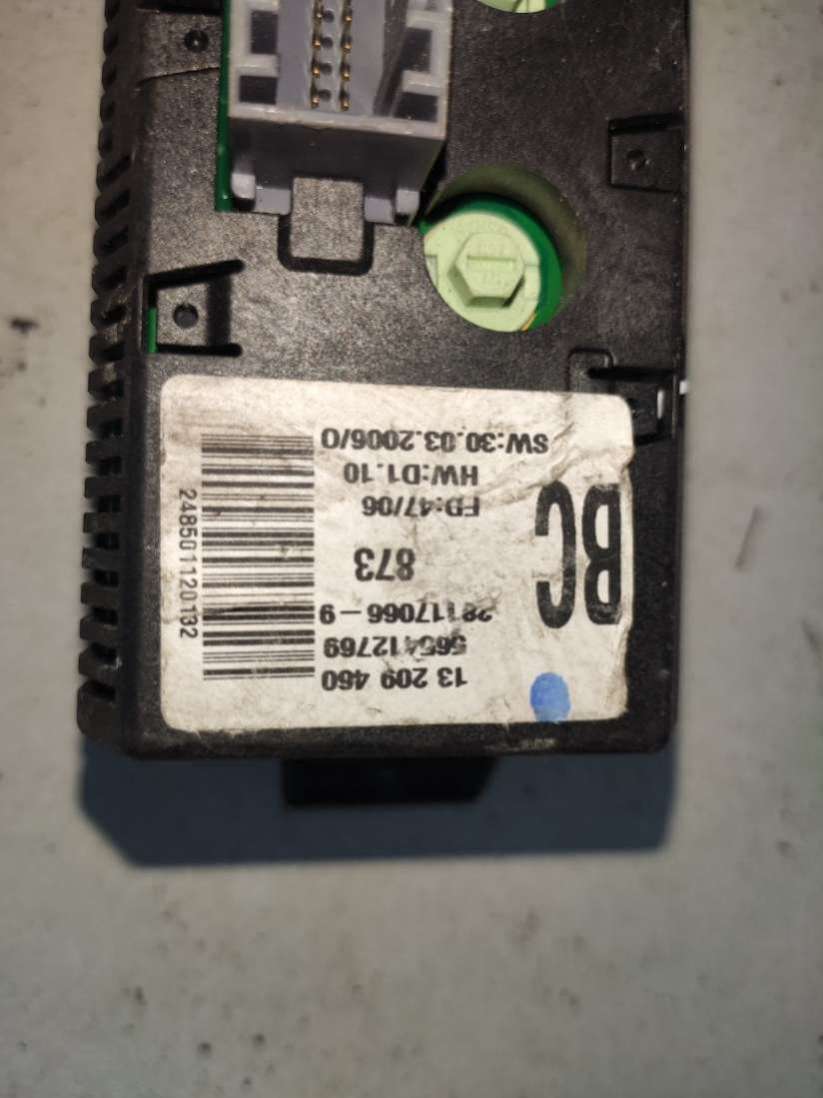 13 209 460
565412769
28117066-9
873
FD:47/06
HW:D1.10
SW:30.03.2006/0
BC
248501120132